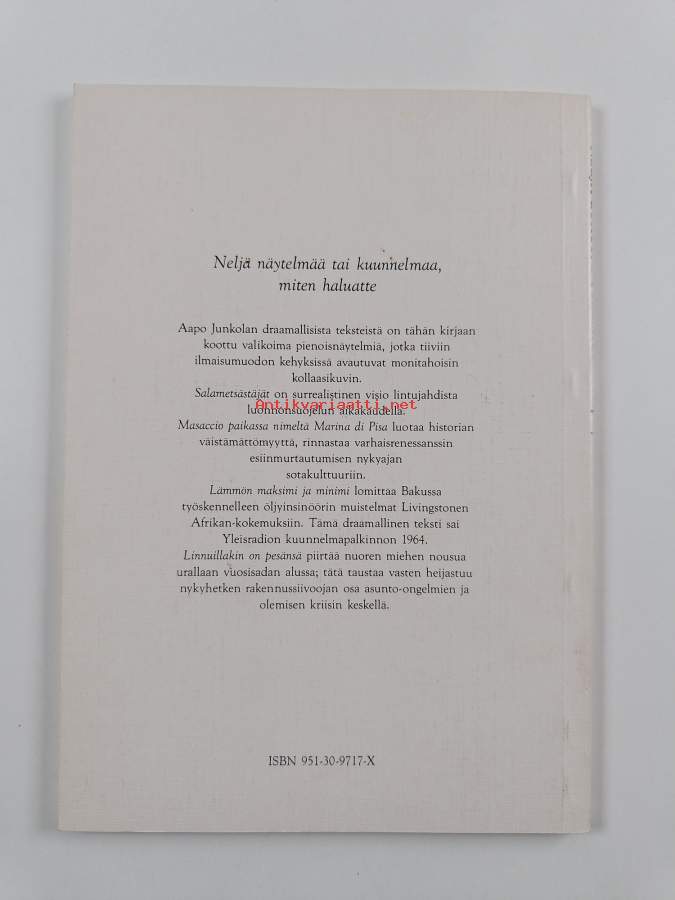 Neljä näytelmää tai kuunnelmaa,
miten haluatte
Aapo Junkolan draamallisista teksteistä on tähän kirjaan
koottu valikoima pienoisnäytelmiä, jotka tiiviin
ilmaisumuodon kehyksissä avautuvat monitahoisin
kollaasikuvin.
Salametsästäjät on surrealistinen visio lintujahdista
Antikvariaatti.net
luonnonsuojelun aikakaudella.
Masaccio paikassa nimeltä Marina di Pisa luotaa historian
väistämättömyyttä, rinnastaa varhaisrenessanssin
esiinmurtautumisen nykyajan
sotakulttuuriin.
Lämmön maksimi ja minimi lomittaa Bakussa
työskennelleen öljyinsinöörin muistelmat Livingstonen
Afrikan-kokemuksiin. Tämä draamallinen teksti sai
Yleisradion kuunnelmapalkinnon 1964.
Linnuillakin on pesänsä piirtää nuoren miehen nousua
urallaan vuosisadan alussa; tätä taustaa vasten heijastuu
nykyhetken rakennussiivoojan osa asunto-ongelmien ja
olemisen kriisin keskellä.
ISBN 951-30-9717-X